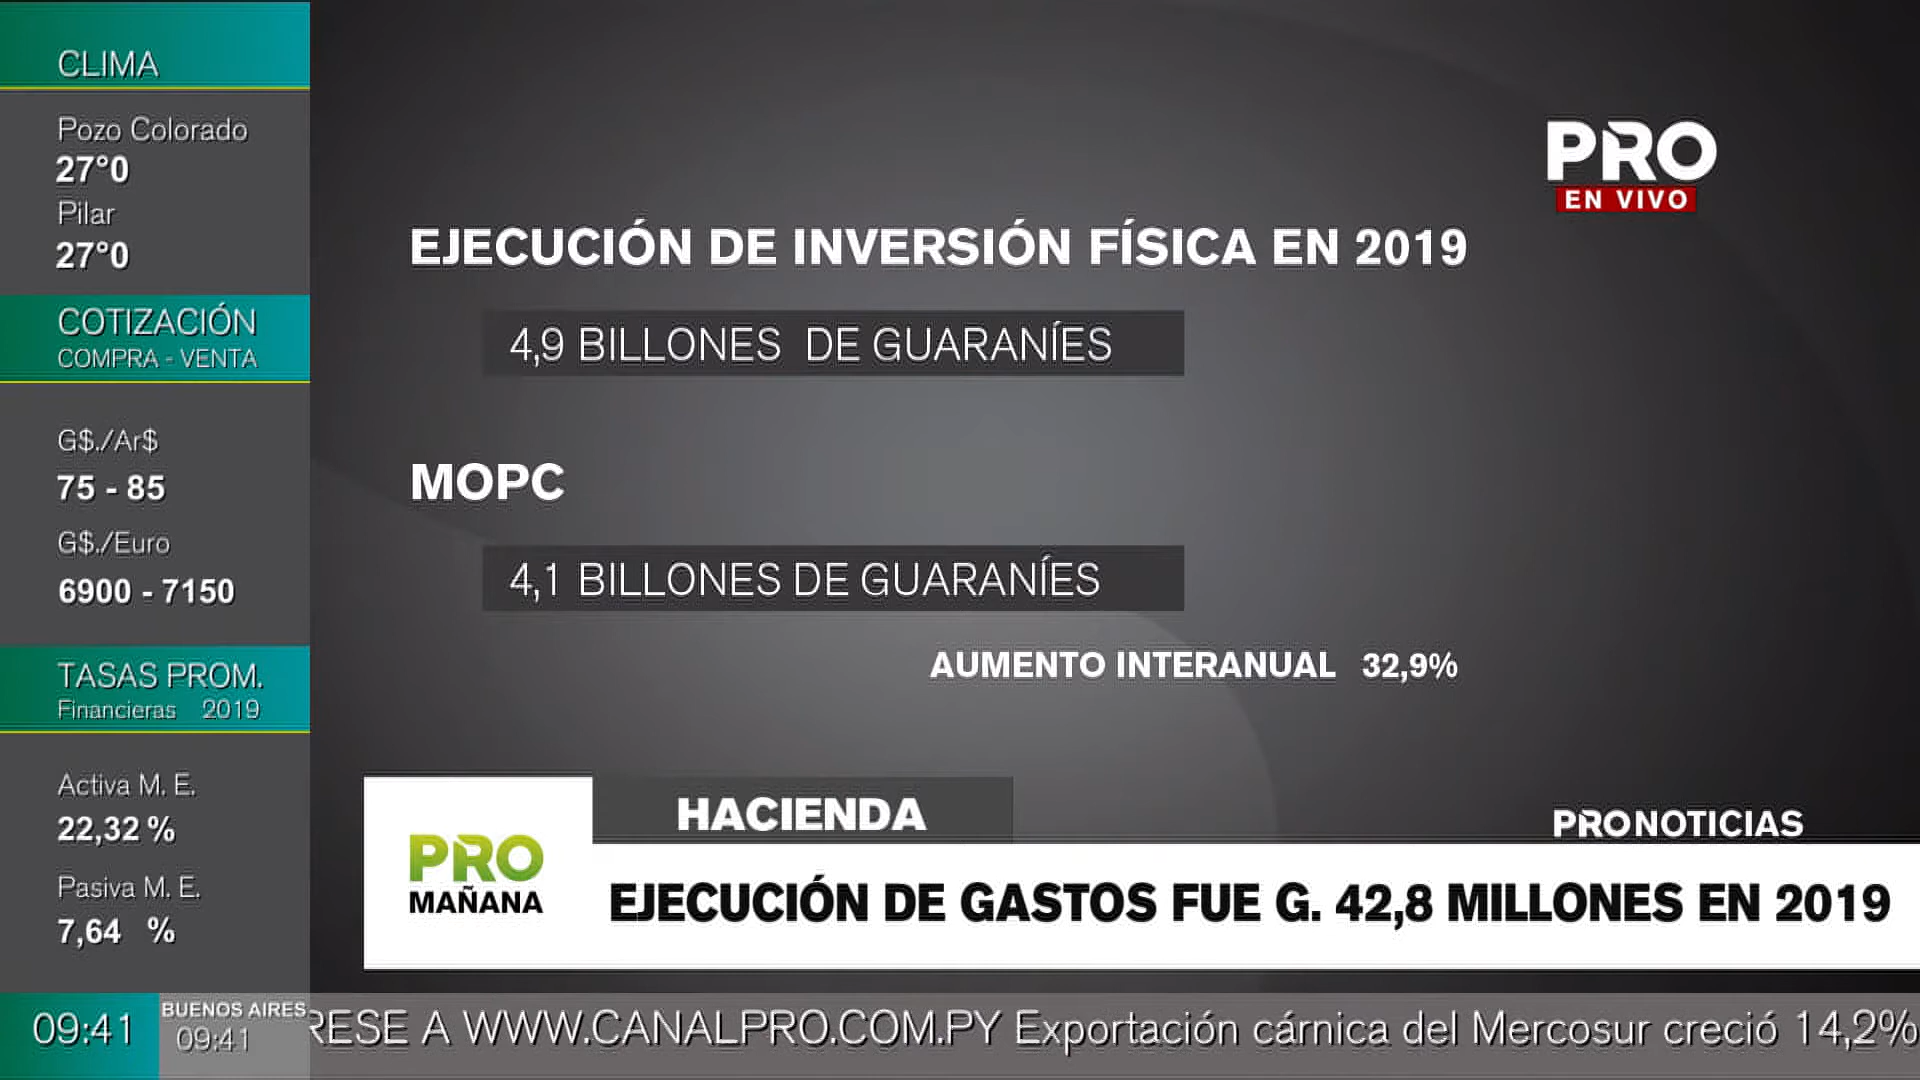 CLIMA
Pozo Colorado
27°0
Pilar
27°0
COTIZACIÓN
COMPRA - VENTA
G$./Ar$
75 - 85
G$./Euro
6900 - 7150
TASAS PROM.
Financieras 2019
Activa M. E.
22,32 %
Pasiva M. E.
7,64 %
PRO
EN VIVO
EJECUCIÓN DE INVERSIÓN FÍSICA EN 2019
4,9 BILLONES DE GUARANÍES
MOPC
4,1 BILLONES DE GUARANÍES
AUMENTO INTERANUAL 32,9%
HACIENDA
PRONOTICIAS
PRO
MAÑANA
EJECUCIÓN DE GASTOS FUE G. 42,8 MILLONES EN 2019
09:41
BUENOS AIRES
09:41
RESE A WWW.CANALPRO.COM.PY Exportación cárnica del Mercosur creció 14,2%